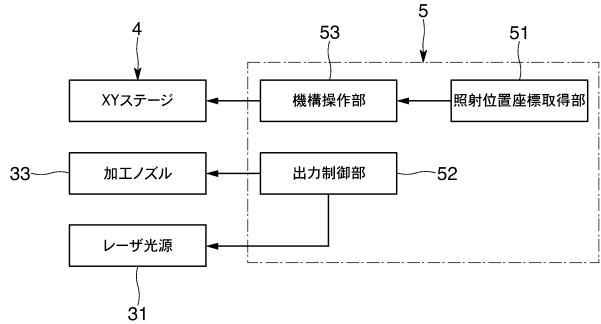 5
4
53
51
XYステージ
機構操作部
照射位置座標取得部
33
加工ノズル
出力制御部
52
レーザ光源
31